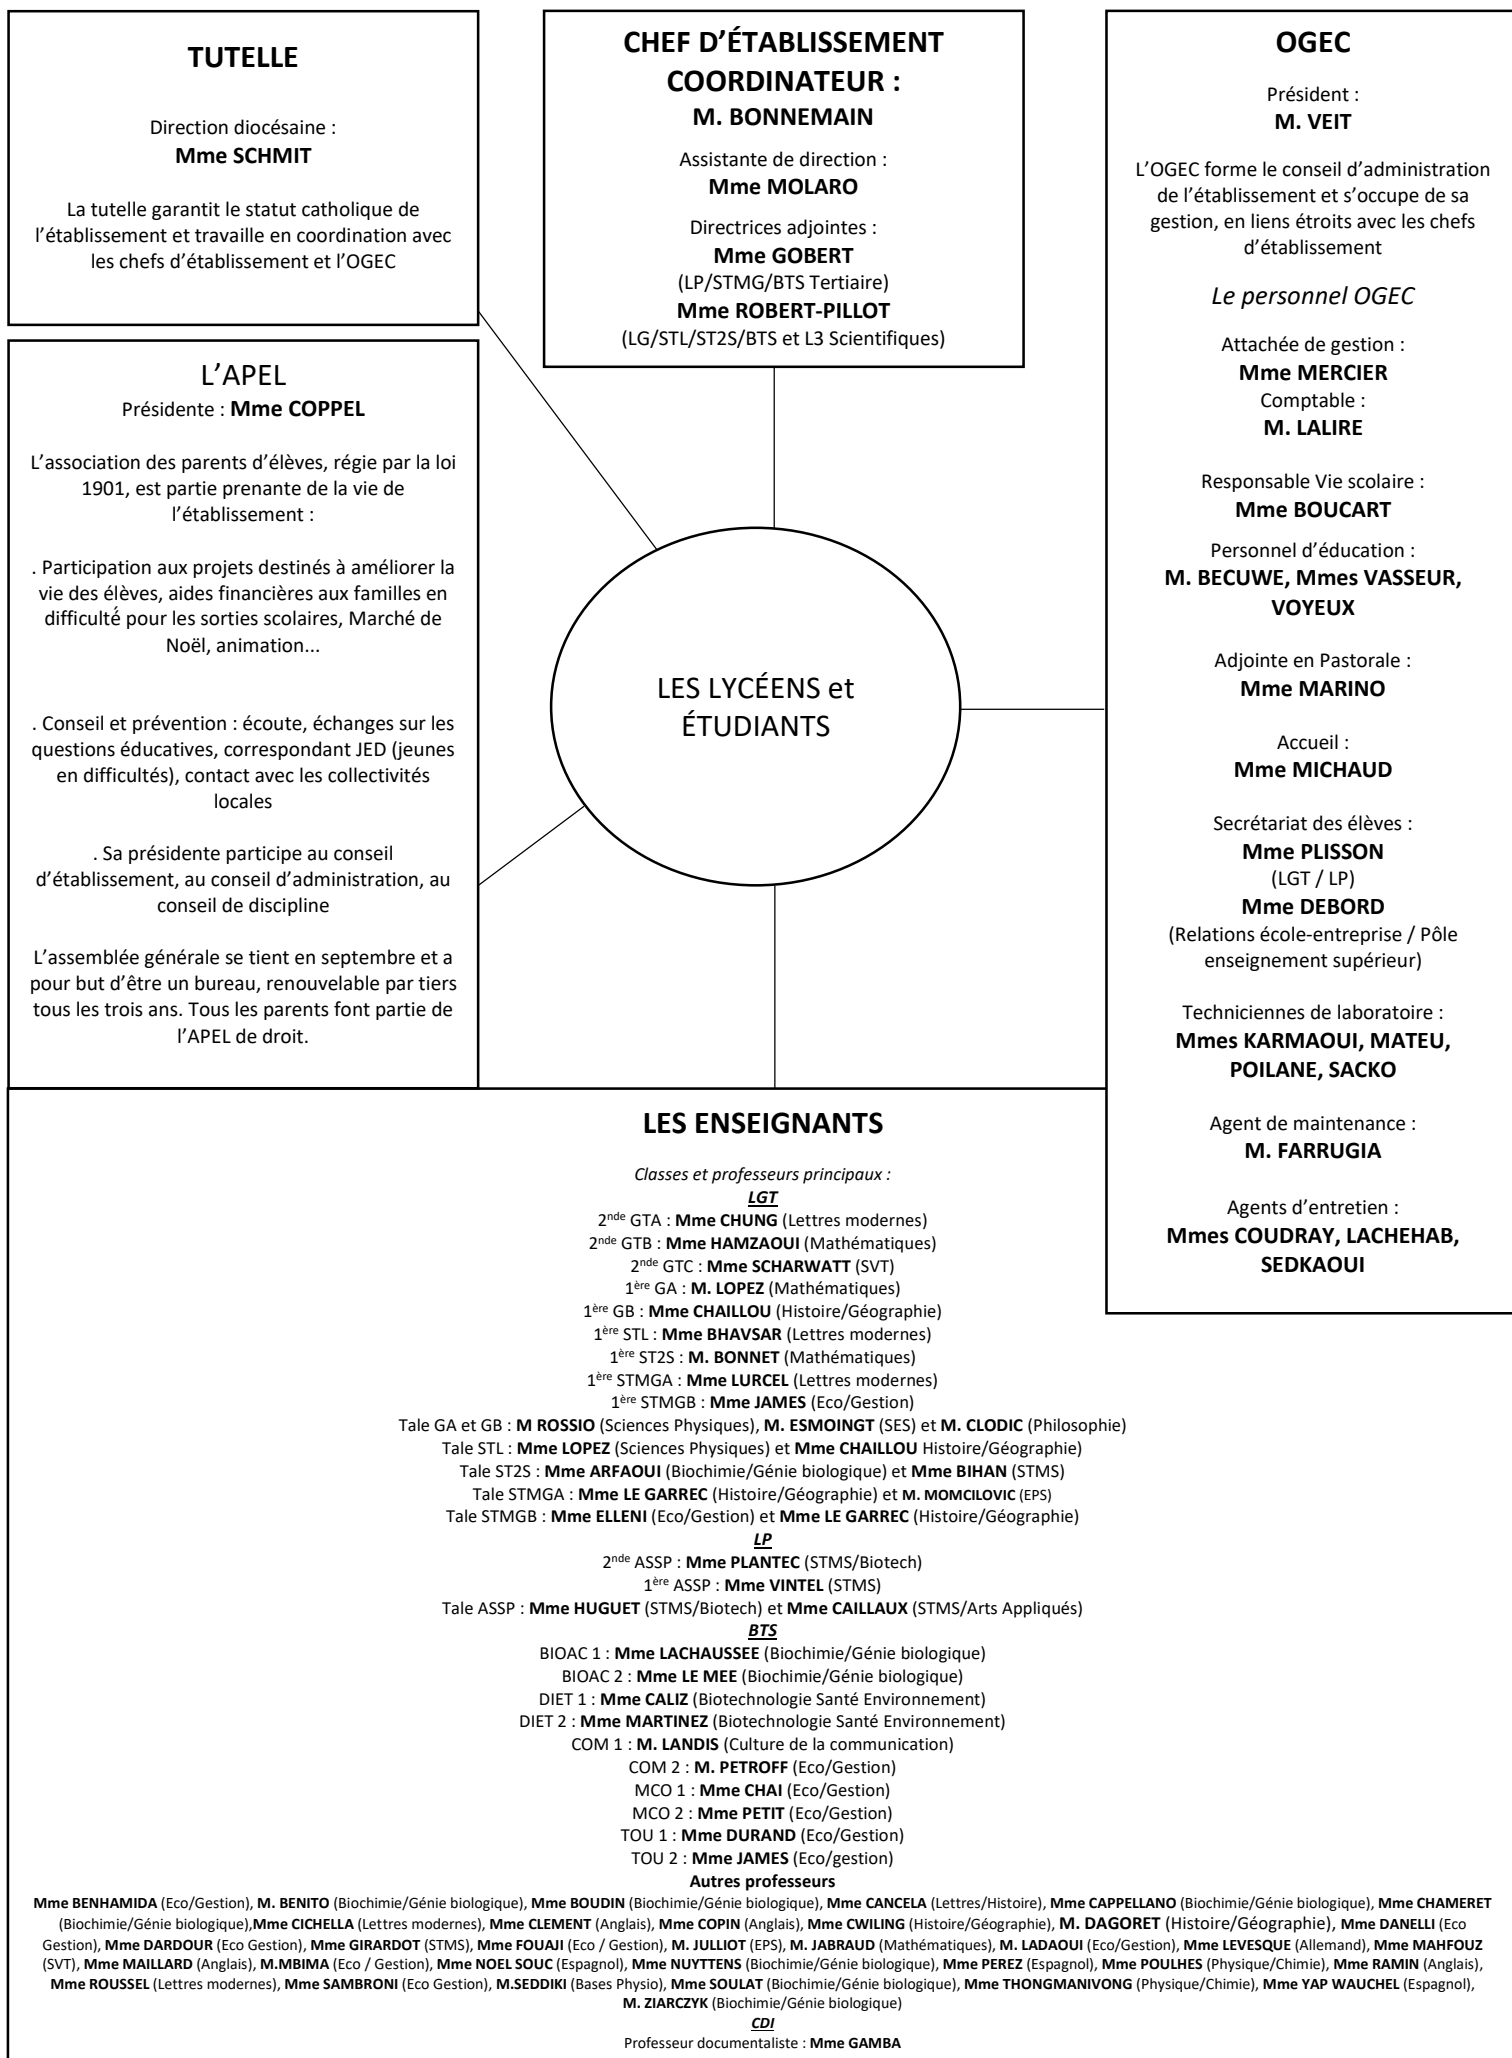 TUTELLE
Direction diocésaine :
Mme SCHMIT
La tutelle garantit le statut catholique de
l’établissement et travaille en coordination avec
les chefs d’établissement et l’OGEC
CHEF D’ÉTABLISSEMENT
COORDINATEUR :
M. BONNEMAIN
Assistante de direction :
Mme MOLARO
Directrices adjointes :
Mme GOBERT
(LP/STMG/BTS Tertiaire)
Mme ROBERT-PILLOT
(LG/STL/ST2S/BTS et L3 Scientifiques)
OGEC
Président :
M. VEIT
L’OGEC forme le conseil d’administration
de l’établissement et s’occupe de sa
gestion, en liens étroits avec les chefs
d’établissement
Le personnel OGEC
Attachée de gestion :
Mme MERCIER
Comptable :
M. LALIRE
Responsable Vie scolaire :
Mme BOUCART
Personnel d’éducation :
M. BECUWE, Mmes VASSEUR,
VOYEUX
Adjointe en Pastorale :
Mme MARINO
Accueil :
Mme MICHAUD
Secrétariat des élèves :
Mme PLISSON
(LGT / LP)
Mme DEBORD
(Relations école-entreprise / Pôle
enseignement supérieur)
Techniciennes de laboratoire :
Mmes KARMAOUI, MATEU,
POILANE, SACKO
Agent de maintenance :
M. FARRUGIA
Agents d’entretien :
Mmes COUDRAY, LACHEHAB,
SEDKAOUI
L’APEL
Présidente : Mme COPPEL
L’association des parents d’élèves, régie par la loi
1901, est partie prenante de la vie de
l’établissement :
. Participation aux projets destinés à améliorer la
vie des élèves, aides financières aux familles en
difficulté pour les sorties scolaires, Marché de
Noël, animation...
. Conseil et prévention : écoute, échanges sur les
questions éducatives, correspondant JED (jeunes
en difficultés), contact avec les collectivités
locales
. Sa présidente participe au conseil
d’établissement, au conseil d’administration, au
conseil de discipline
L’assemblée générale se tient en septembre et a
pour but d’être un bureau, renouvelable par tiers
tous les trois ans. Tous les parents font partie de
l’APEL de droit.
LES LYCÉENS et
ÉTUDIANTS
LES ENSEIGNANTS
Classes et professeurs principaux :
LGT
2nde GTA : Mme CHUNG (Lettres modernes)
2nde GTB : Mme HAMZAOUI (Mathématiques)
2nde GTC : Mme SCHARWATT (SVT)
1ère GA : M. LOPEZ (Mathématiques)
1ère GB : Mme CHAILLOU (Histoire/Géographie)
1ère STL : Mme BHAVSAR (Lettres modernes)
1ère ST2S : M. BONNET (Mathématiques)
1ère STMGA : Mme LURCEL (Lettres modernes)
1ère STMGB : Mme JAMES (Eco/Gestion)
Tale GA et GB : M ROSSIO (Sciences Physiques), M. ESMOINGT (SES) et M. CLODIC (Philosophie)
Tale STL : Mme LOPEZ (Sciences Physiques) et Mme CHAILLOU Histoire/Géographie)
Tale ST2S : Mme ARFAOUI (Biochimie/Génie biologique) et Mme BIHAN (STMS)
Tale STMGA : Mme LE GARREC (Histoire/Géographie) et M. MOMCILOVIC (EPS)
Tale STMGB : Mme ELLENI (Eco/Gestion) et Mme LE GARREC (Histoire/Géographie)
LP
2nde ASSP : Mme PLANTEC (STMS/Biotech)
1ère ASSP : Mme VINTEL (STMS)
Tale ASSP : Mme HUGUET (STMS/Biotech) et Mme CAILLAUX (STMS/Arts Appliqués)
BTS
BIOAC 1 : Mme LACHAUSSEE (Biochimie/Génie biologique)
BIOAC 2 : Mme LE MEE (Biochimie/Génie biologique)
DIET 1 : Mme CALIZ (Biotechnologie Santé Environnement)
DIET 2 : Mme MARTINEZ (Biotechnologie Santé Environnement)
COM 1 : M. LANDIS (Culture de la communication)
COM 2 : M. PETROFF (Eco/Gestion)
MCO 1 : Mme CHAI (Eco/Gestion)
MCO 2 : Mme PETIT (Eco/Gestion)
TOU 1 : Mme DURAND (Eco/Gestion)
TOU 2 : Mme JAMES (Eco/gestion)
Autres professeurs
Mme BENHAMIDA (Eco/Gestion), M. BENITO (Biochimie/Génie biologique), Mme BOUDIN (Biochimie/Génie biologique), Mme CANCELA (Lettres/Histoire), Mme CAPPELLANO (Biochimie/Génie biologique), Mme CHAMERET
(Biochimie/Génie biologique),Mme CICHELLA (Lettres modernes), Mme CLEMENT (Anglais), Mme COPIN (Anglais), Mme CWILING (Histoire/Géographie), M. DAGORET (Histoire/Géographie), Mme DANELLI (Eco
Gestion), Mme DARDOUR (Eco Gestion), Mme GIRARDOT (STMS), Mme FOUAJI (Eco / Gestion), M. JULLIOT (EPS), M. JABRAUD (Mathématiques), M. LADAOUI (Eco/Gestion), Mme LEVESQUE (Allemand), Mme MAHFOUZ
(SVT), Mme MAILLARD (Anglais), M.MBIMA (Eco / Gestion), Mme NOEL SOUC (Espagnol), Mme NUYTTENS (Biochimie/Génie biologique), Mme PEREZ (Espagnol), Mme POULHES (Physique/Chimie), Mme RAMIN (Anglais),
Mme ROUSSEL (Lettres modernes), Mme SAMBRONI (Eco Gestion), M.SEDDIKI (Bases Physio), Mme SOULAT (Biochimie/Génie biologique), Mme THONGMANIVONG (Physique/Chimie), Mme YAP WAUCHEL (Espagnol),
M. ZIARCZYK (Biochimie/Génie biologique)
CDI
Professeur documentaliste : Mme GAMBA